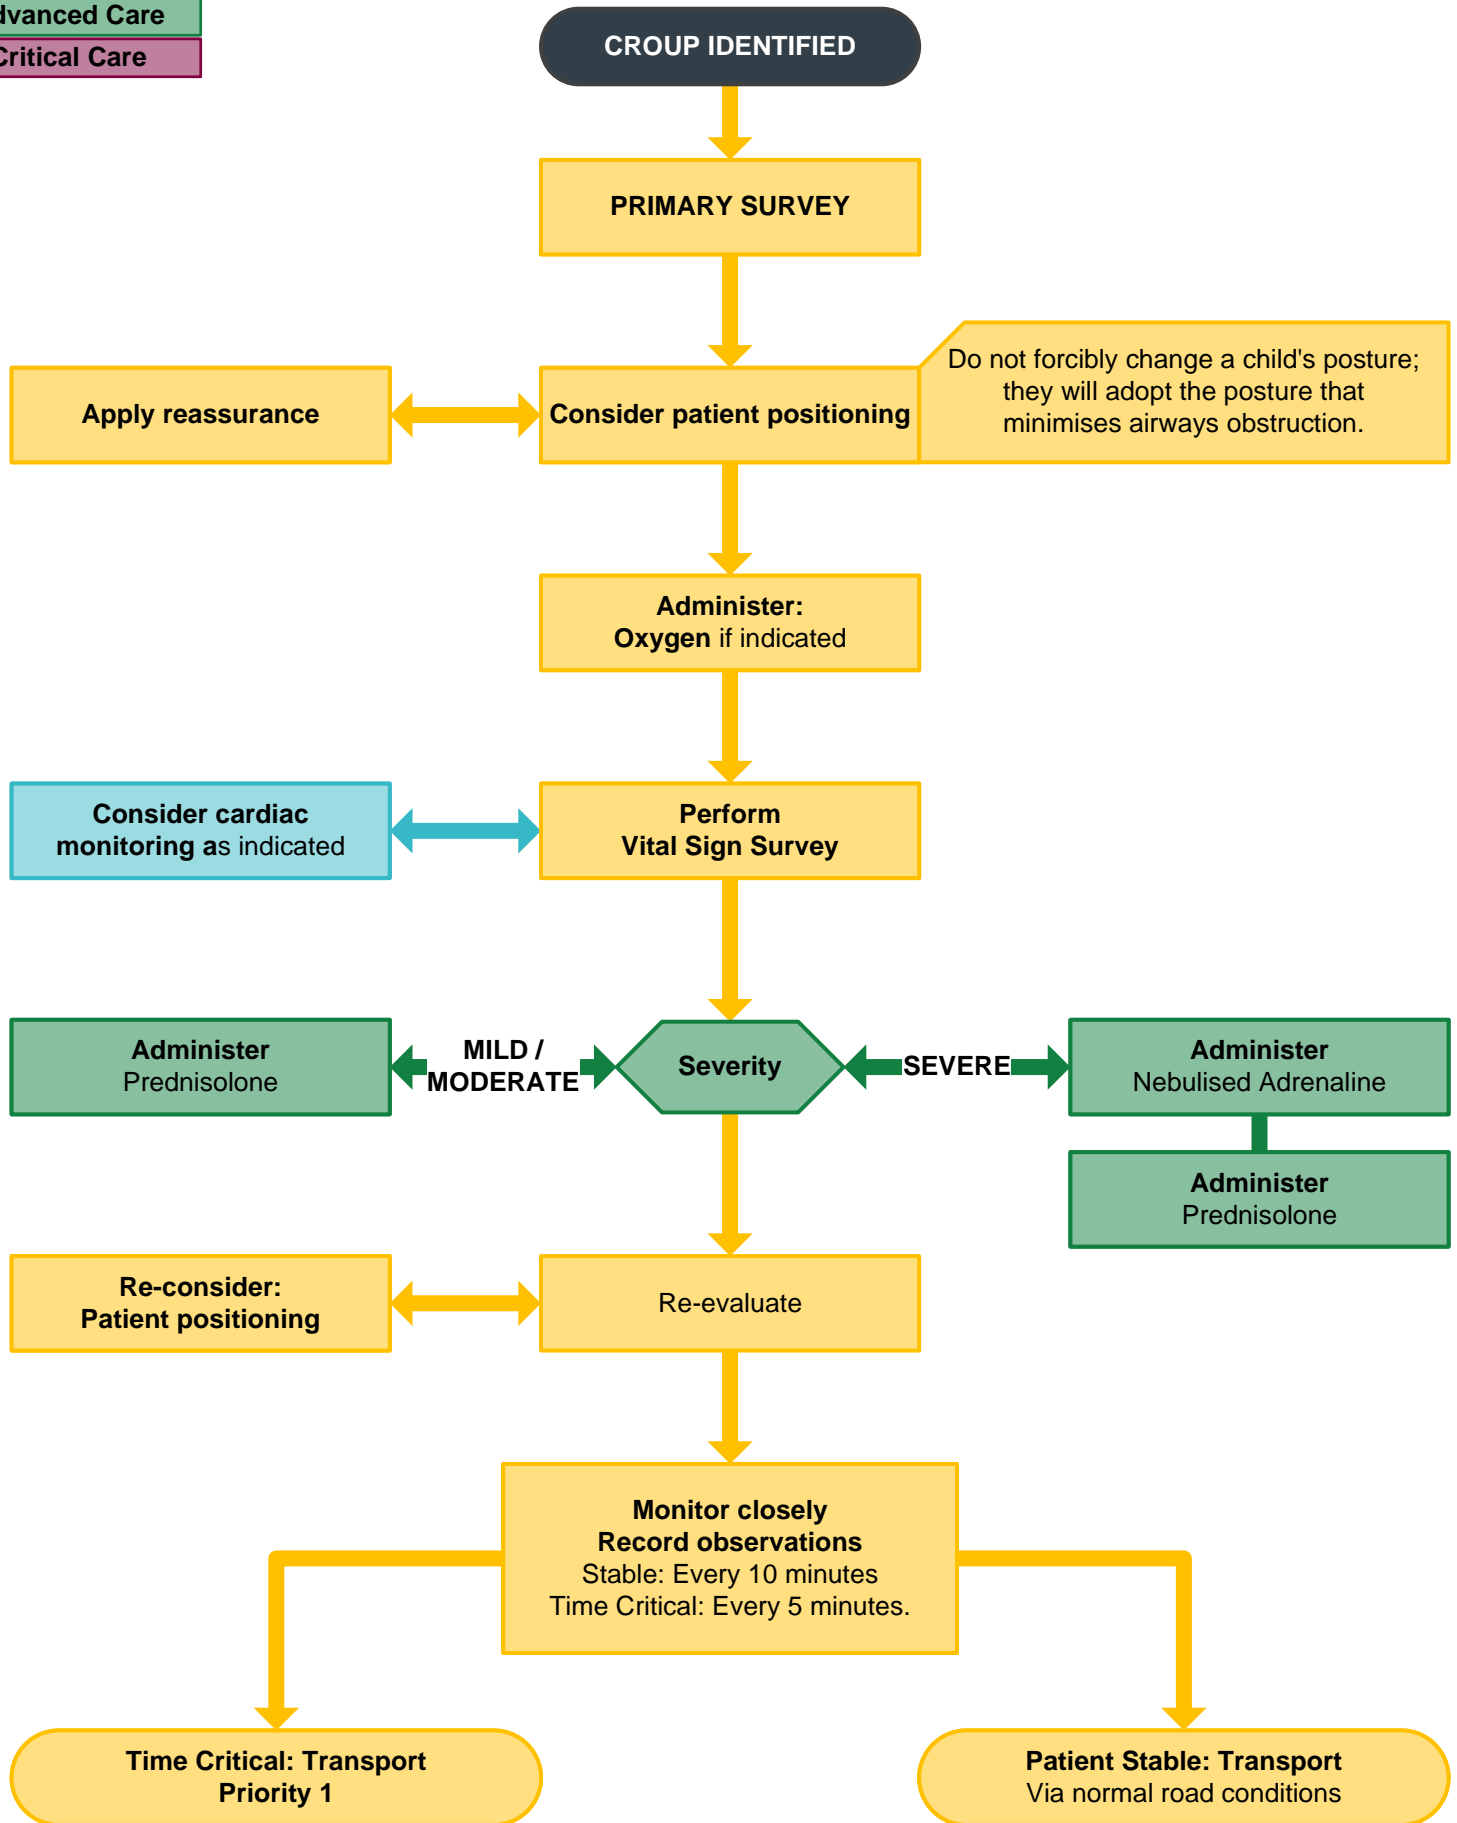 Advanced Care
Critical Care
CROUP IDENTIFIED
PRIMARY SURVEY
Apply reassurance
Consider patient positioning
Do not forcibly change a child's posture;
they will adopt the posture that
minimises airways obstruction.
Administer:
Oxygen if indicated
Consider cardiac
monitoring as indicated
Perform
Vital Sign Survey
Administer
Prednisolone
MILD /
MODERATE
Severity
SEVERE
Administer
Nebulised Adrenaline
Administer
Prednisolone
Re-consider:
Patient positioning
Re-evaluate
Monitor closely
Record observations
Stable: Every 10 minutes
Time Critical: Every 5 minutes.
Time Critical: Transport
Priority 1
Patient Stable: Transport
Via normal road conditions